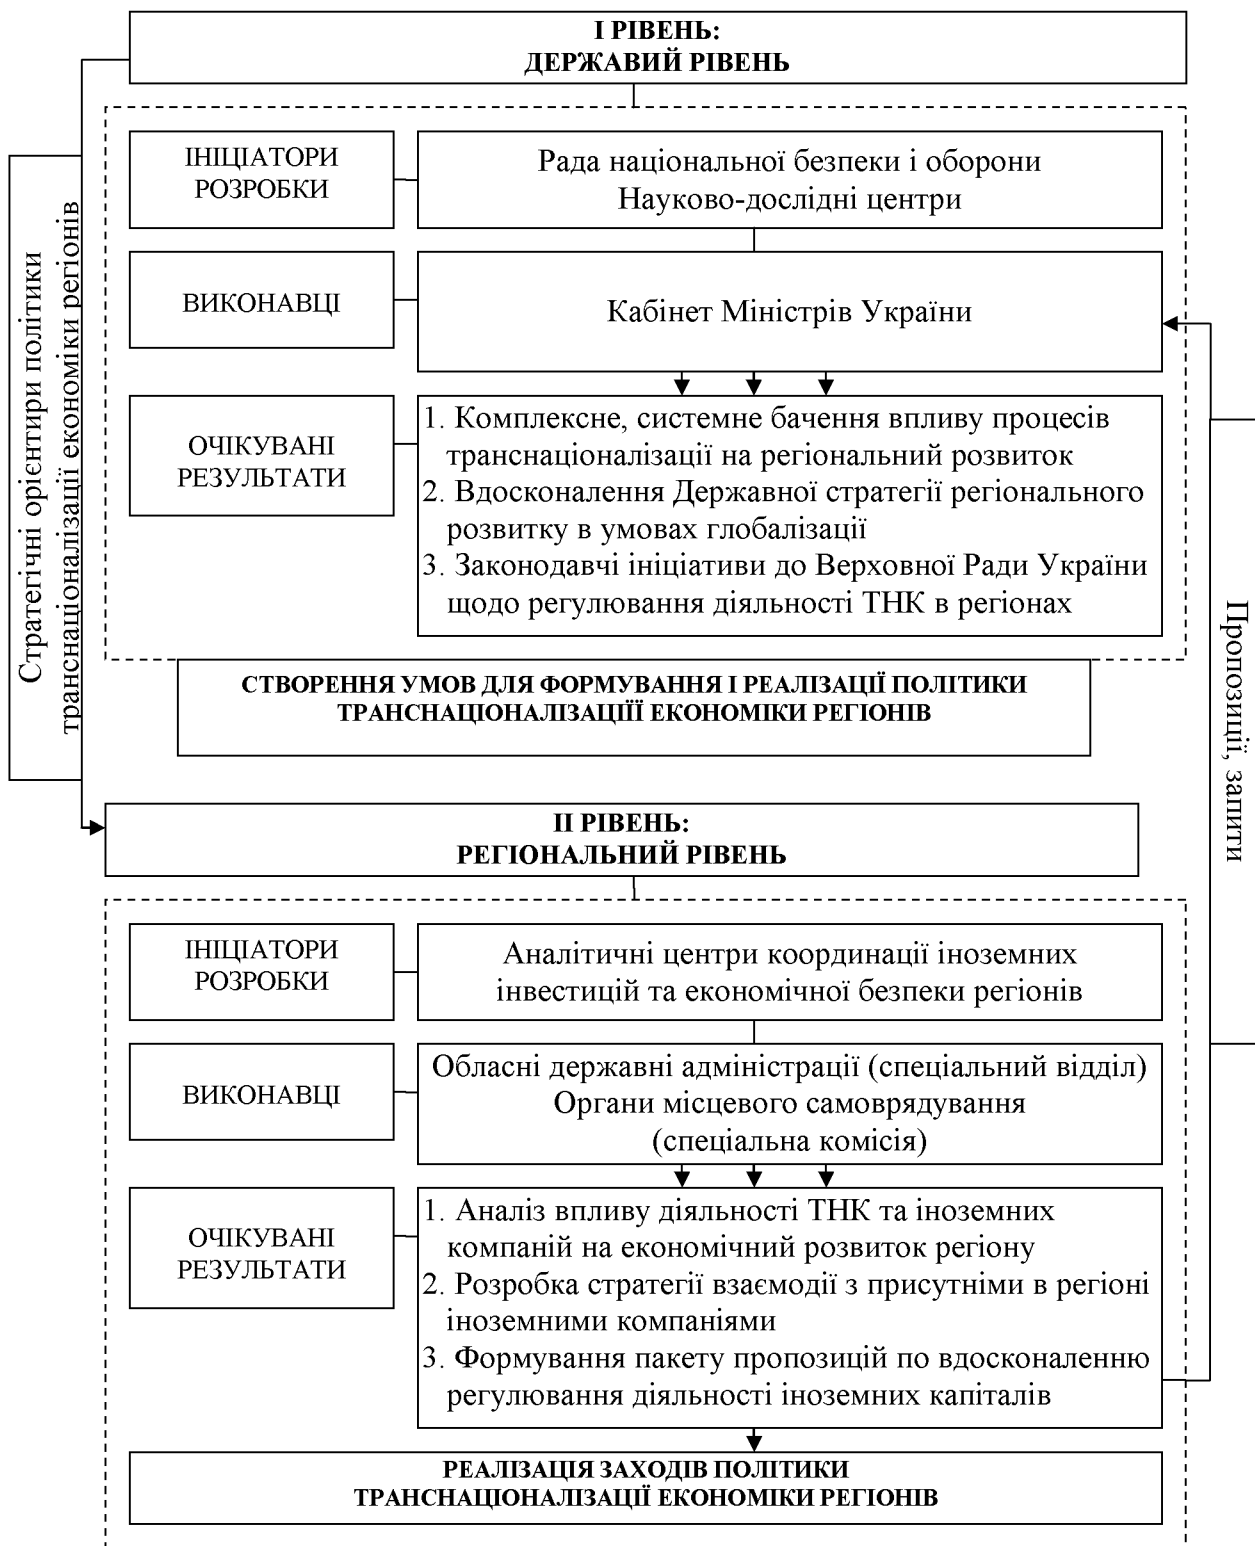 І РІВЕНЬ:
ДЕРЖАВИЙ РІВЕНЬ
ІНІЦІАТОРИ
РОЗРОБКИ
Рада національної безпеки і оборони
Науково-дослідні центри
ВИКОНАВЦІ
Кабінет Міністрів України
ОЧІКУВАНІ
РЕЗУЛЬТАТИ
1. Комплексне, системне бачення впливу процесів
транснаціоналізації на регіональний розвиток
2. Вдосконалення Державної стратегії регіонального
розвитку в умовах глобалізації
3. Законодавчі ініціативи до Верховної Ради України
щодо регулювання діяльності ТНК в регіонах
СТВОРЕННЯ УМОВ ДЛЯ ФОРМУВАННЯ І РЕАЛІЗАЦІЇ ПОЛІТИКИ
ТРАНСНАЦІОНАЛІЗАЦІЇЇ ЕКОНОМІКИ РЕГІОНІВ
Стратегічні орієнтири політики
транснаціоналізації економіки регіонів
Пропозиції, запити
ІІ РІВЕНЬ:
РЕГІОНАЛЬНИЙ РІВЕНЬ
ІНІЦІАТОРИ
РОЗРОБКИ
Аналітичні центри координації іноземних
інвестицій та економічної безпеки регіонів
ВИКОНАВЦІ
Обласні державні адміністрації (спеціальний відділ)
Органи місцевого самоврядування
(спеціальна комісія)
ОЧІКУВАНІ
РЕЗУЛЬТАТИ
1. Аналіз впливу діяльності ТНК та іноземних
компаній на економічний розвиток регіону
2. Розробка стратегії взаємодії з присутніми в регіоні
іноземними компаніями
3. Формування пакету пропозицій по вдосконаленню
регулювання діяльності іноземних капіталів
РЕАЛІЗАЦІЯ ЗАХОДІВ ПОЛІТИКИ
ТРАНСНАЦІОНАЛІЗАЦІЇ ЕКОНОМІКИ РЕГІОНІВ